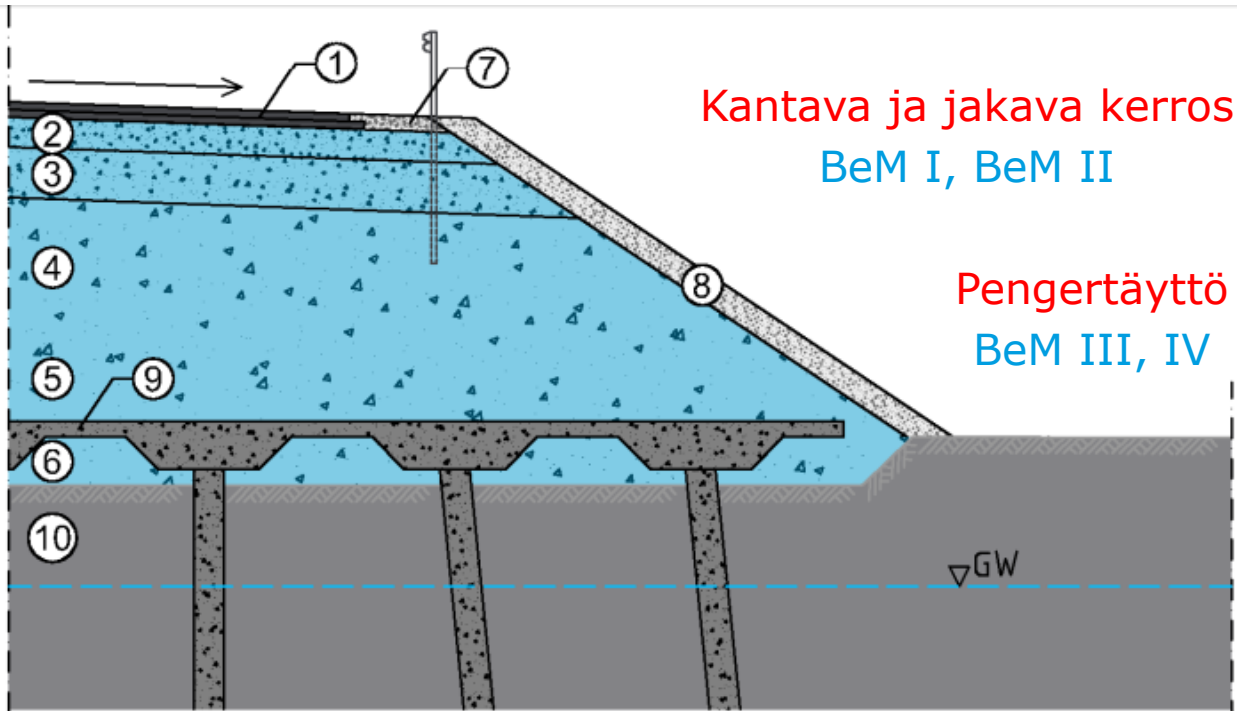 1
7
Kantava ja jakava kerros
2
BeM I, BeM II
3
4
8
Pengertäyttö
BeM III, IV
5
9
6
10
GW